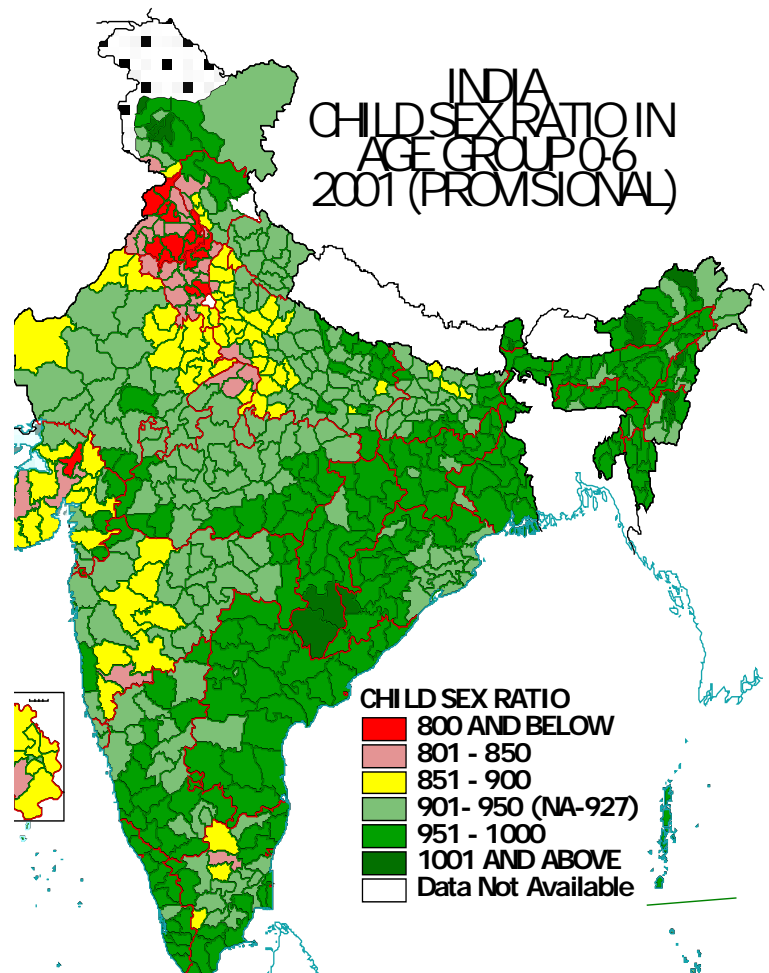 INDIA
CHILD SEX RATIO IN
AGE GROUP 0-6
2001 (PROVISIONAL)
CHILD SEX RATIO
800 AND BELOW
801 - 850
851 - 900
901- 950 (NA-927)
951 - 1000
1001 AND ABOVE
Data Not Available